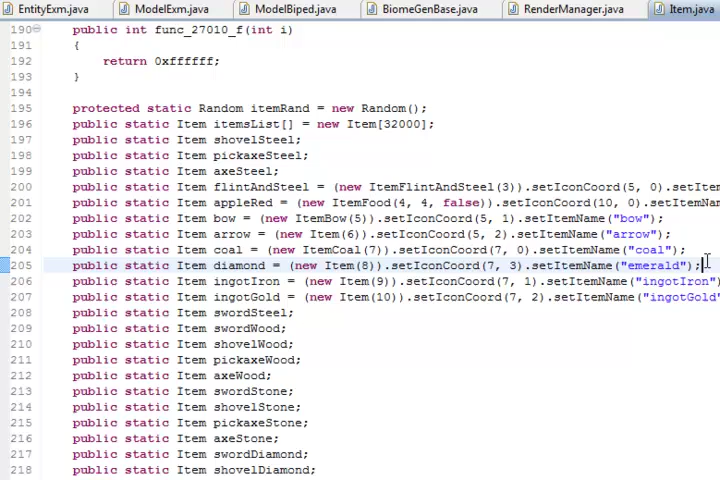 EntityExm.java ModelExm.java ModelBiped.java BiomeGenBase.java RenderManager.java Item.java
190 public int func_27010_f(int i)
191 {
192 return 0xffffff;
193 }
194
195 protected static Random itemRand = new Random();
196 public static Item itemsList[] = new Item[32000];
197 public static Item shovelSteel;
198 public static Item pickaxeSteel;
199 public static Item axeSteel;
200 public static Item flintAndSteel = (new ItemFlintAndSteel(3)).setIconCoord(5, 0).setItem
201 public static Item appleRed = (new ItemFood(4, 4, false)).setIconCoord(10, 0).setItemNam
202 public static Item bow = (new ItemBow(5)).setIconCoord(5, 1).setItemName("bow");
203 public static Item arrow = (new Item(6)).setIconCoord(5, 2).setItemName("arrow");
204 public static Item coal = (new ItemCoal(7)).setIconCoord(7, 0).setItemName("coal");
205 public static Item diamond = (new Item(8)).setIconCoord(7, 3).setItemName("emerald");
206 public static Item ingotIron = (new Item(9)).setIconCoord(7, 1).setItemName("ingotIron")
207 public static Item ingotGold = (new Item(10)).setIconCoord(7, 2).setItemName("ingotGold"
208 public static Item swordSteel;
209 public static Item swordWood;
210 public static Item shovelWood;
211 public static Item pickaxeWood;
212 public static Item axeWood;
213 public static Item swordStone;
214 public static Item shovelStone;
215 public static Item pickaxeStone;
216 public static Item axeStone;
217 public static Item swordDiamond;
218 public static Item shovelDiamond;